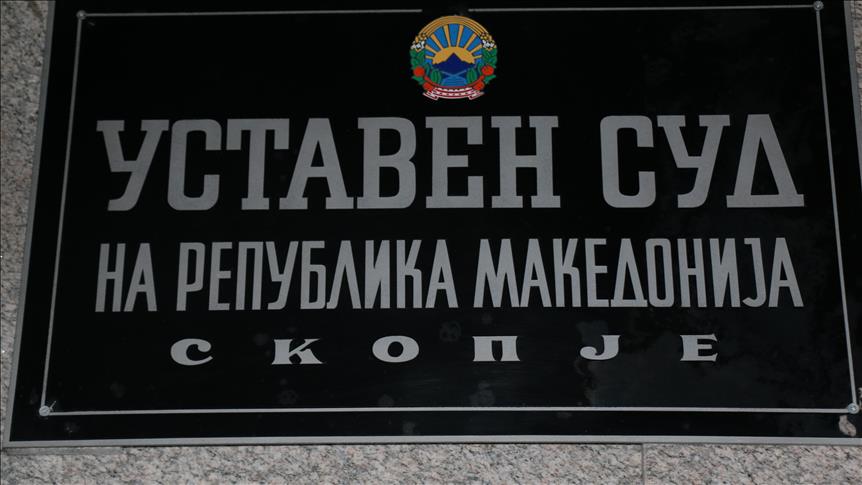 УСТАВЕН СУД
НА РЕПУБЛИКА МАКЕДОНИЈА
СКОПЈЕ